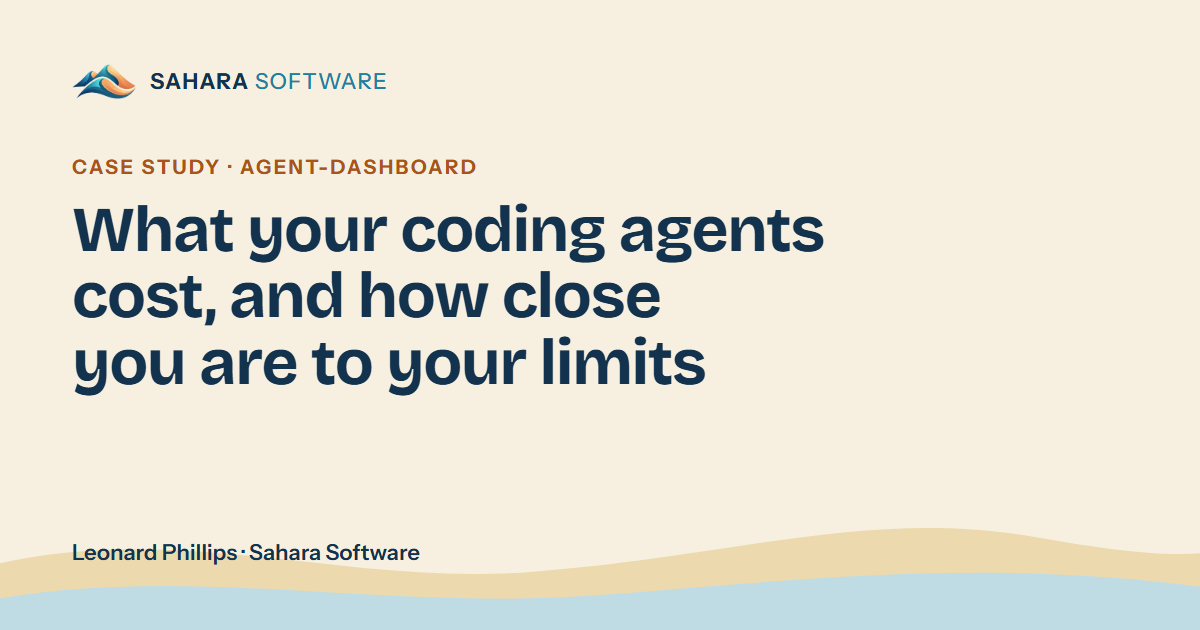 SAHARA SOFTWARE
CASE STUDY · AGENT-DASHBOARD
What your coding agents
cost, and how close
you are to your limits
Leonard Phillips · Sahara Software